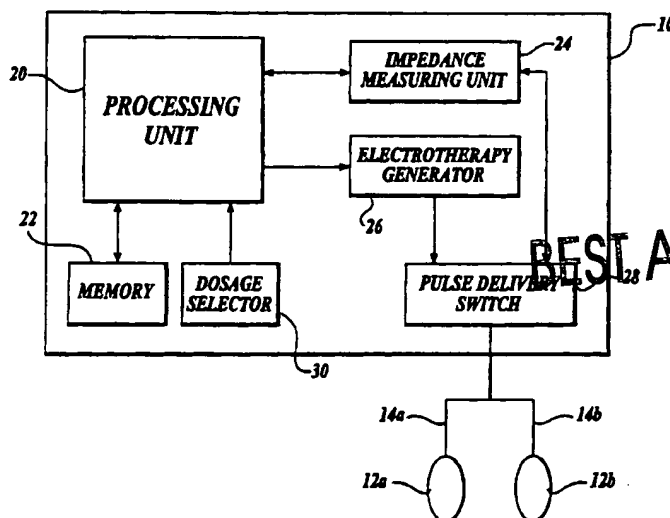 10
20
24
IMPEDANCE
MEASURING UNIT
PROCESSING
UNIT
ELECTROTHERAPY
GENERATOR
26
22
MEMORY
DOSAGE
SELECTOR
30
PULSE DELIVERY
SWITCH
28
BEST A
14a
14b
12a
12b